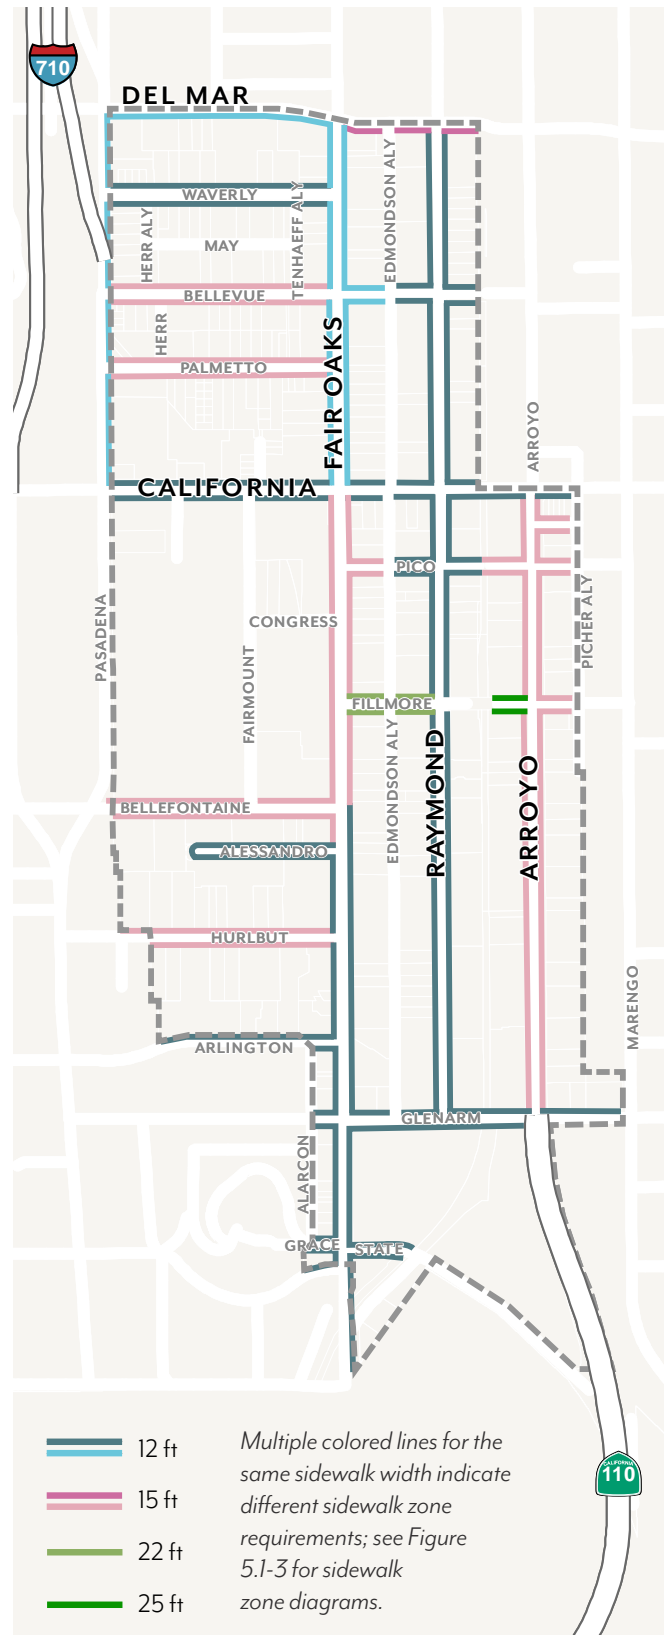 710
DEL MAR
WAVERLY
HERR ALY
MAY
TENHAEFF ALY
EDMONDSON ALY
BELLEVUE
HERR
PALMETTO
FAIR OAKS
ARROYO
CALIFORNIA
PICO
PASADENA
CONGRESS
PICHER ALY
FAIRMOUNT
FILLMORE
EDMONDSON ALY
RAYMOND
ARROYO
BELLEFONTAINE
ALESSANDRO
HURLBUT
MARENGO
ARLINGTON
GLENARM
ALARCON
GRACE
STATE
12 ft
15 ft
22 ft
25 ft
Multiple colored lines for the
same sidewalk width indicate
different sidewalk zone
requirements; see Figure
5.1-3 for sidewalk
zone diagrams.
CALIFORNIA
110